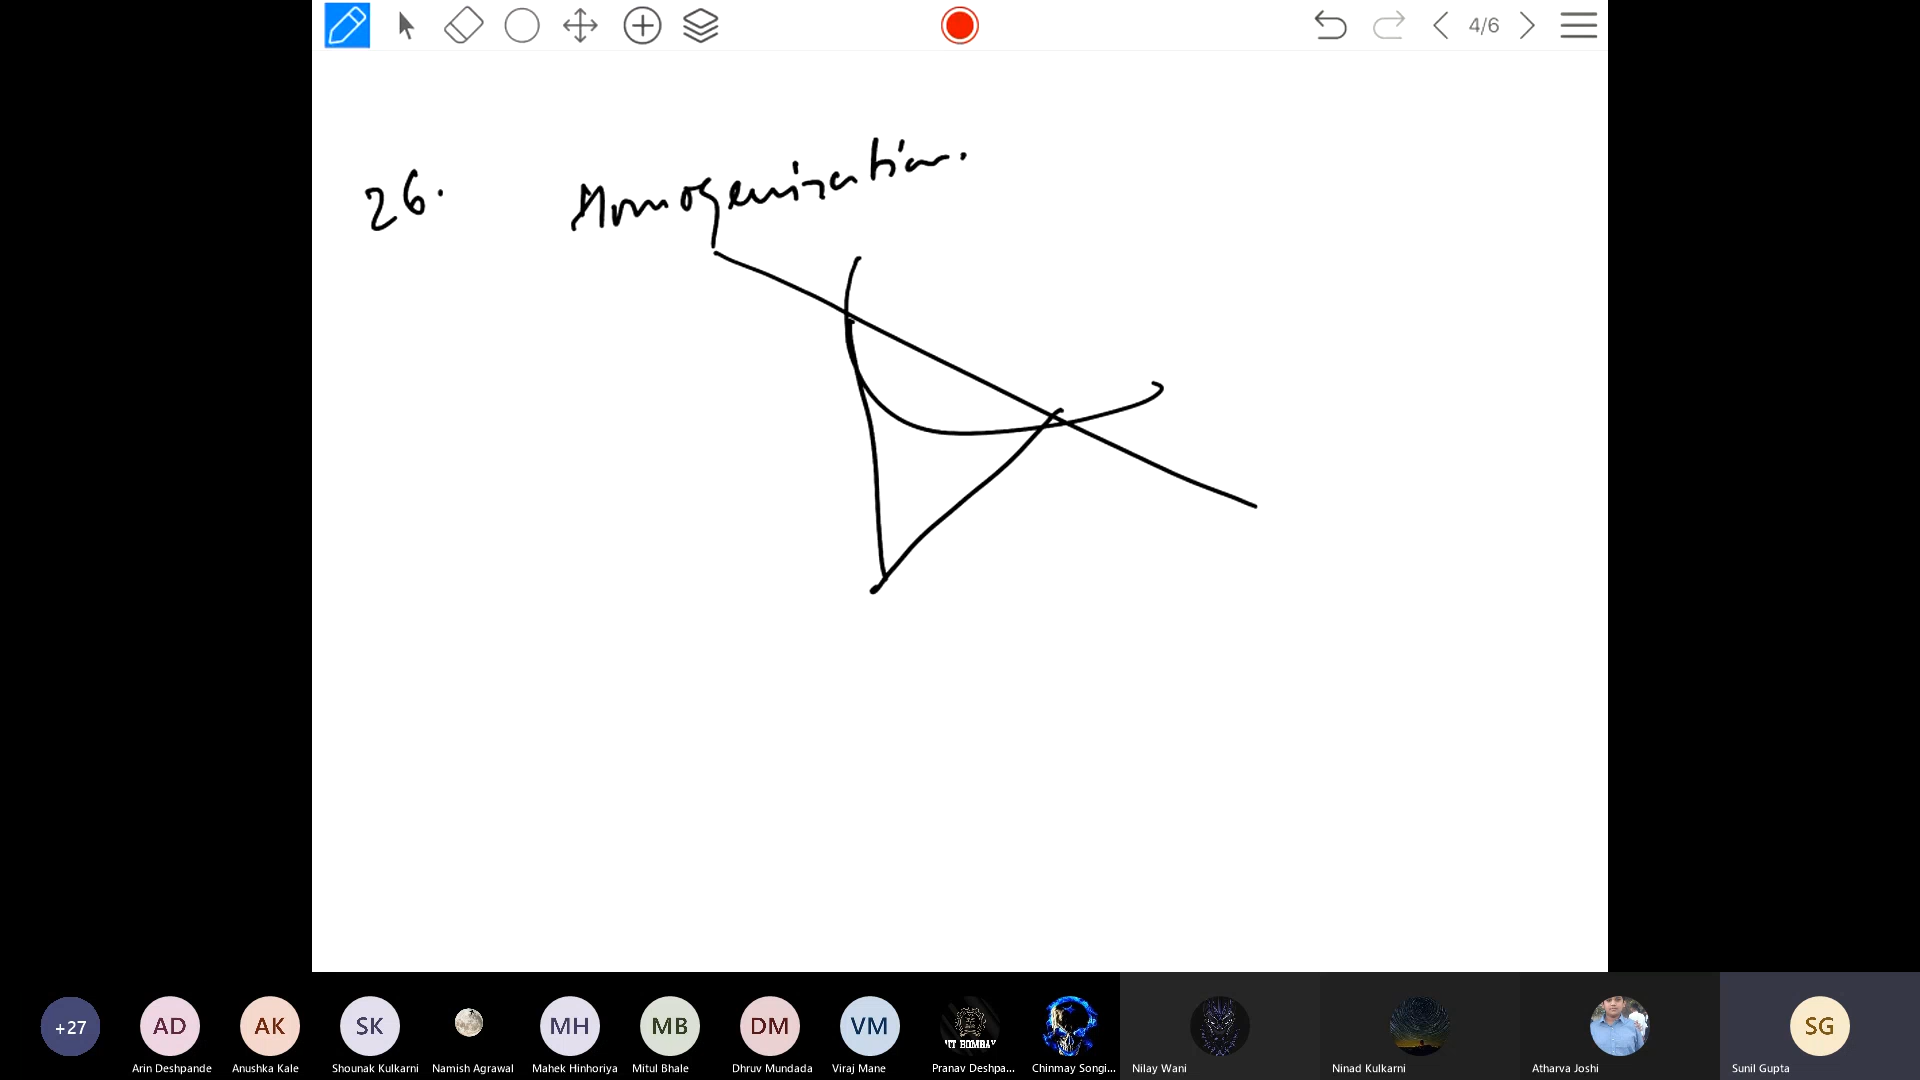 4/6
26. Homogenization.
+27 AD AK SK MH MB DM VM IIT BOMBAY SG
Arin Deshpande Anushka Kale Shounak Kulkarni Namish Agrawal Mahek Hinhoriya Mitul Bhale Dhruv Mundada Viraj Mane Pranav Deshpa... Chinmay Songi... Nilay Wani Ninad Kulkarni Atharva Joshi Sunil Gupta